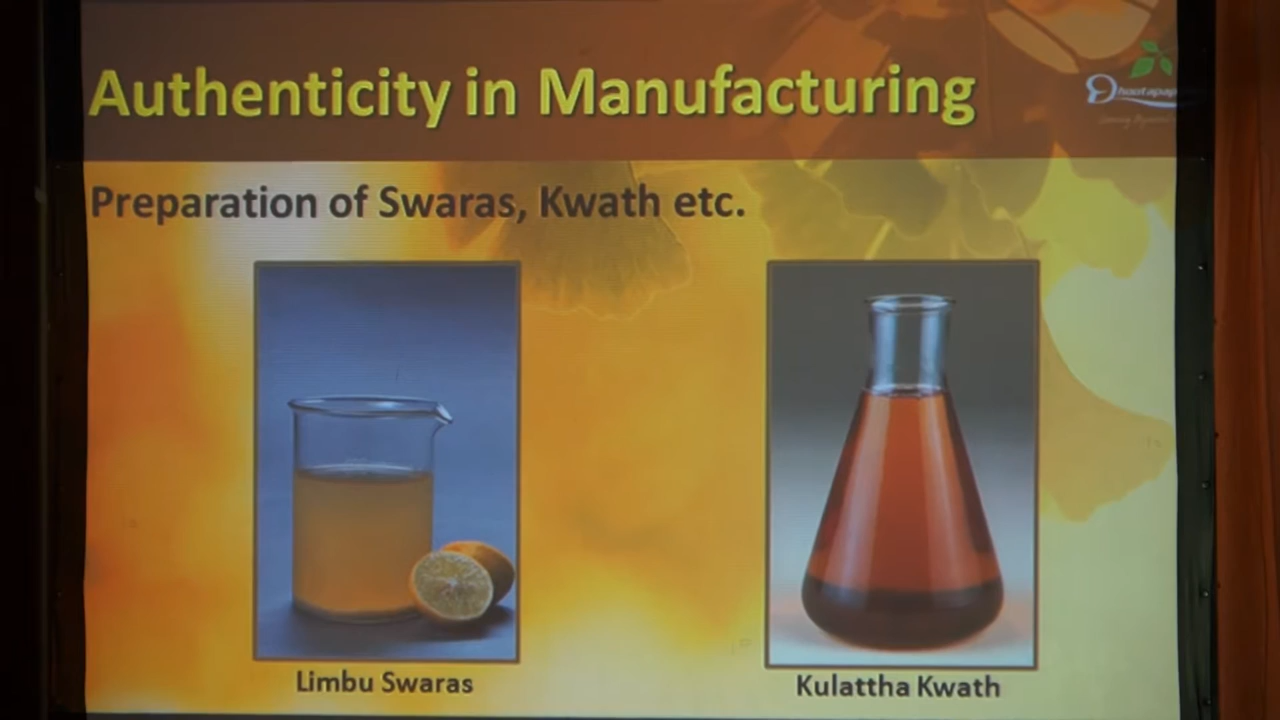 Authenticity in Manufacturing
Preparation of Swaras, Kwath etc.
Limbu Swaras
Kulattha Kwath